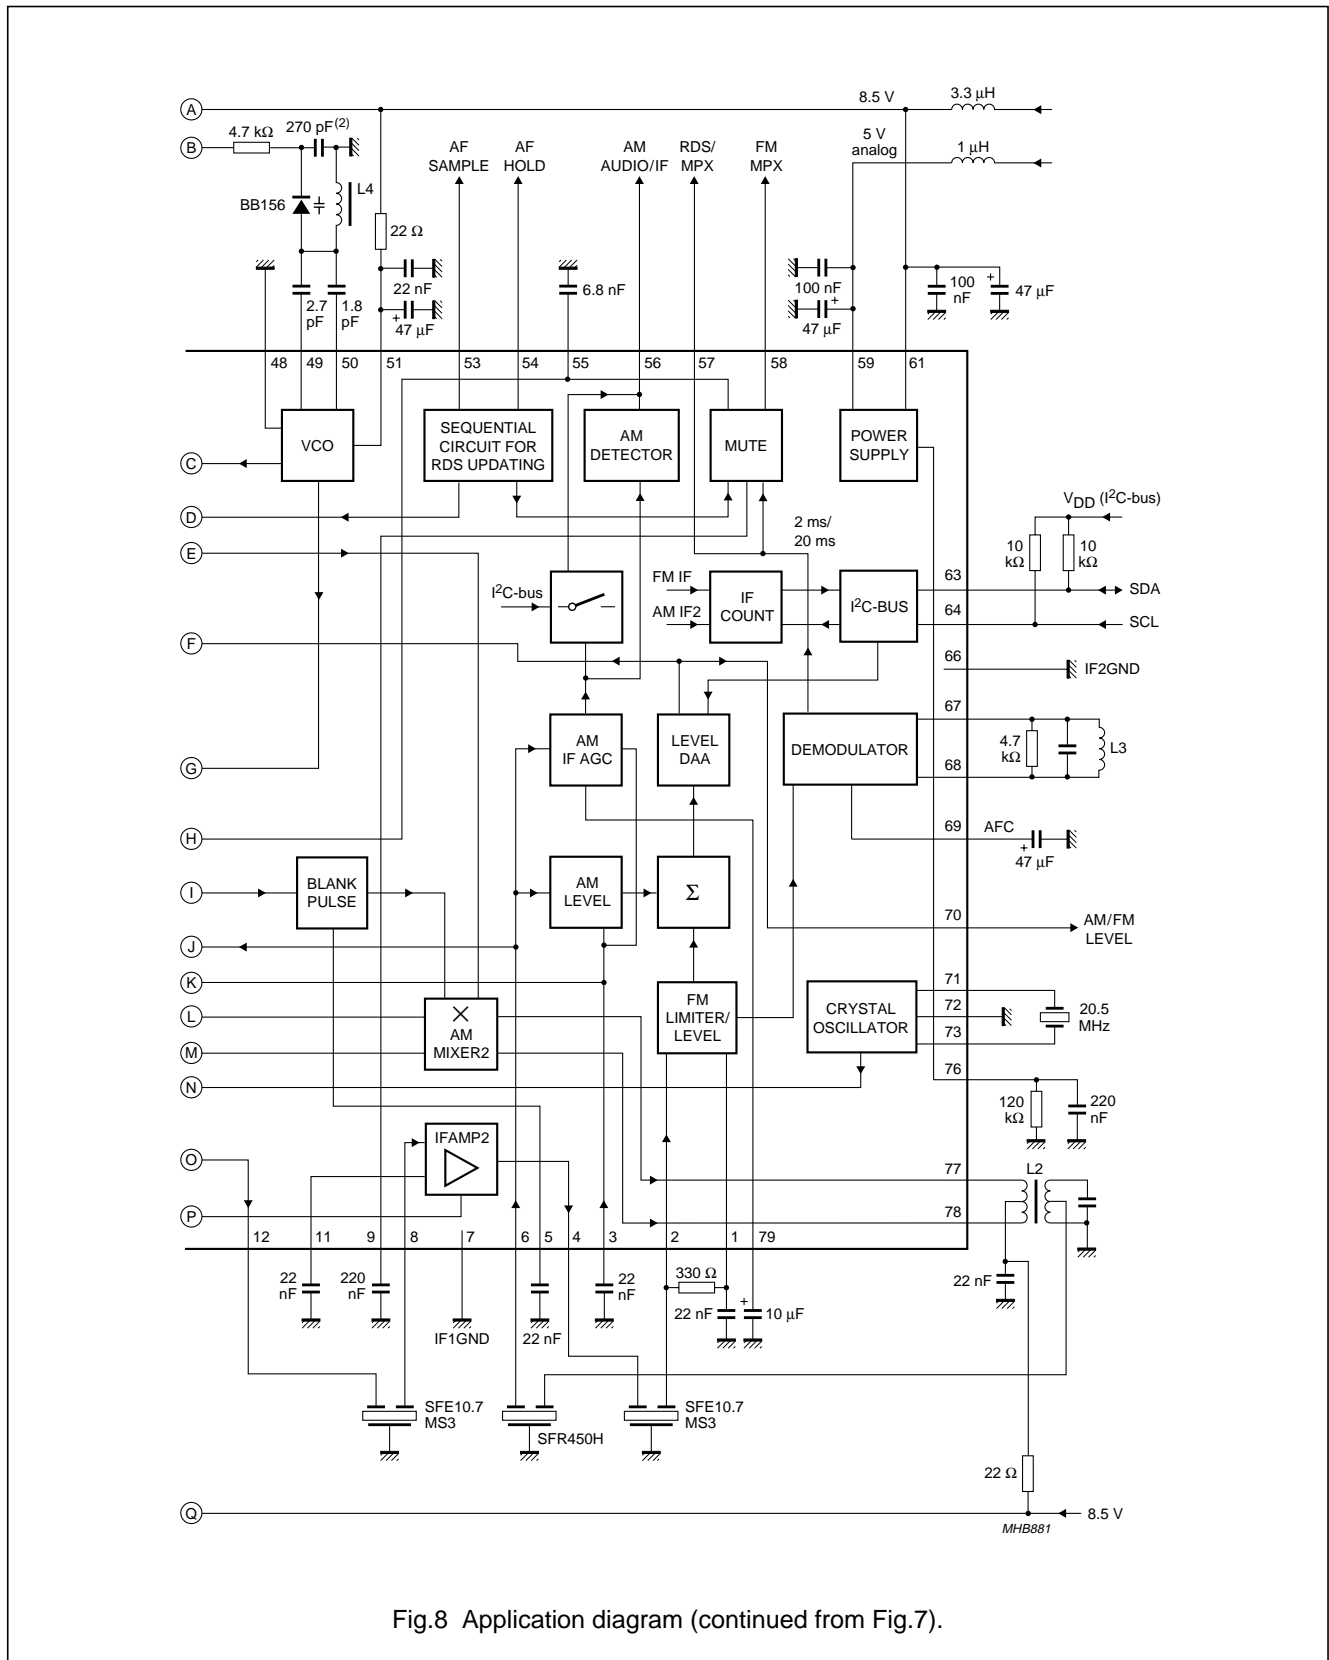 A
8.5 V
3.3 µH
B
4.7 kΩ
270 pF(2)
5 V
analog
1 µH
AF
SAMPLE
AF
HOLD
AM
AUDIO/IF
RDS/
MPX
FM
MPX
BB156
L4
22 Ω
22 nF
+
47 µF
2.7
pF
1.8
pF
6.8 nF
100 nF
+
47 µF
100
nF
+
47 µF
48
49
50
51
53
54
55
56
57
58
59
61
VCO
SEQUENTIAL
CIRCUIT FOR
RDS UPDATING
AM
DETECTOR
MUTE
POWER
SUPPLY
C
D
E
2 ms/
20 ms
VDD (I2C-bus)
10
kΩ
10
kΩ
I2C-bus
FM IF
AM IF2
IF
COUNT
I2C-BUS
63
SDA
64
SCL
F
66
IF2GND
67
AM
IF AGC
LEVEL
DAA
DEMODULATOR
4.7
kΩ
L3
68
G
H
69
AFC
+
47 µF
I
BLANK
PULSE
AM
LEVEL
Σ
70
AM/FM
LEVEL
J
K
L
M
N
×
AM
MIXER2
FM
LIMITER/
LEVEL
CRYSTAL
OSCILLATOR
71
72
73
20.5
MHz
76
120
kΩ
220
nF
O
IFAMP2
P
77
78
L2
12
11
9
8
7
6
5
4
3
2
1
79
22
nF
220
nF
IF1GND
22 nF
22
nF
330 Ω
22 nF
+
10 µF
22 nF
SFE10.7
MS3
SFR450H
SFE10.7
MS3
22 Ω
Q
8.5 V
MHB881
Fig.8 Application diagram (continued from Fig.7).